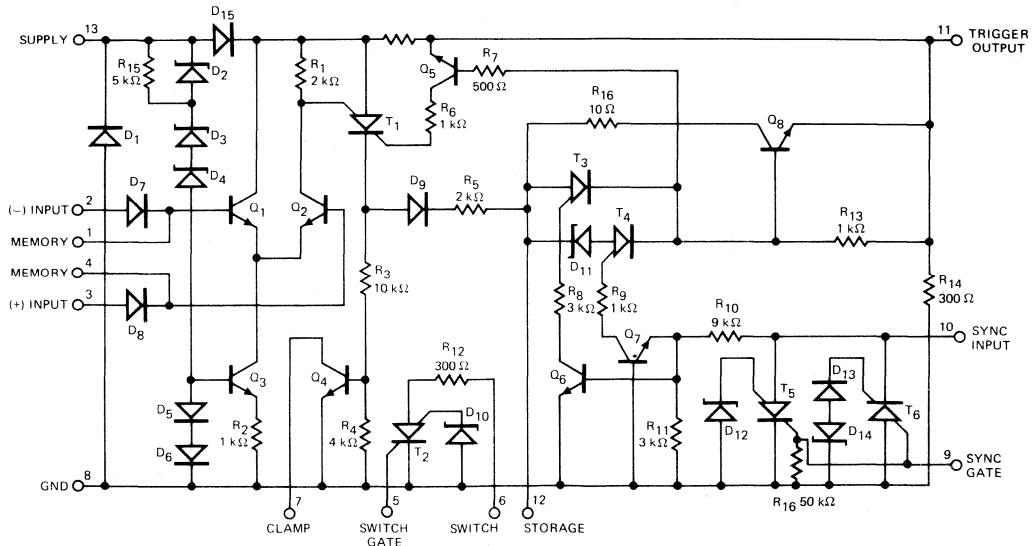 SUPPLY 13
D15
11 TRIGGER OUTPUT
R15 5 kΩ
D2
R1 2 kΩ
Q5
R7 500 Ω
R6 1 kΩ
R16 10 Ω
Q8
D1
D3
T1
D4
T3
D7
D9
R5 2 kΩ
T4
R13 1 kΩ
(−) INPUT 2
Q1
Q2
MEMORY 1
D11
MEMORY 4
R3 10 kΩ
R8 3 kΩ
R9 1 kΩ
R14 300 Ω
(+) INPUT 3
D8
Q7
R10 9 kΩ
10 SYNC INPUT
R12 300 Ω
Q3
Q4
Q6
D13
T5
T6
D5
R2 1 kΩ
R4 4 kΩ
D10
R11 3 kΩ
D12
D14
D6
T2
9 SYNC GATE
GND 8
R16 50 kΩ
7 CLAMP
5 SWITCH GATE
6 SWITCH
12 STORAGE